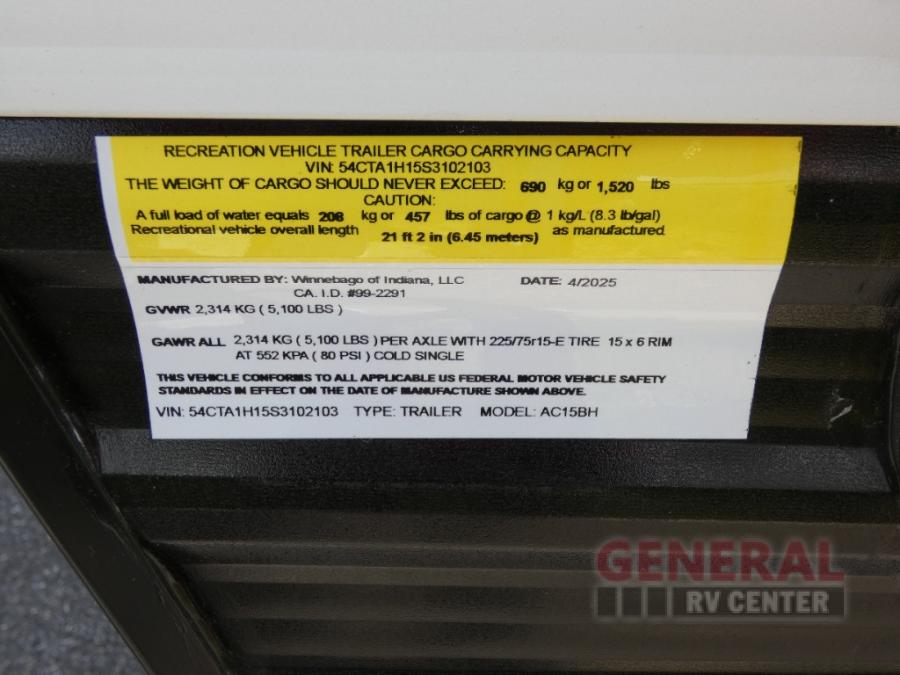 RECREATION VEHICLE TRAILER CARGO CARRYING CAPACITY
VIN: 54CTA1H15S3102103
THE WEIGHT OF CARGO SHOULD NEVER EXCEED: 690 kg or 1,520 lbs
CAUTION:
A full load of water equals 208 kg or 457 lbs of cargo @ 1 kg/L (8.3 lb/gal)
Recreational vehicle overall length 21 ft 2 in (6.45 meters) as manufactured.
MANUFACTURED BY: Winnebago of Indiana, LLC DATE: 4/2025
CA. I.D. #99-2291
GVWR 2,314 KG ( 5,100 LBS )
GAWR ALL 2,314 KG ( 5,100 LBS ) PER AXLE WITH 225/75r15-E TIRE 15 x 6 RIM
AT 552 KPA ( 80 PSI ) COLD SINGLE
THIS VEHICLE CONFORMS TO ALL APPLICABLE US FEDERAL MOTOR VEHICLE SAFETY
STANDARDS IN EFFECT ON THE DATE OF MANUFACTURE SHOWN ABOVE.
VIN: 54CTA1H15S3102103 TYPE: TRAILER MODEL: AC15BH
GENERAL
RV CENTER